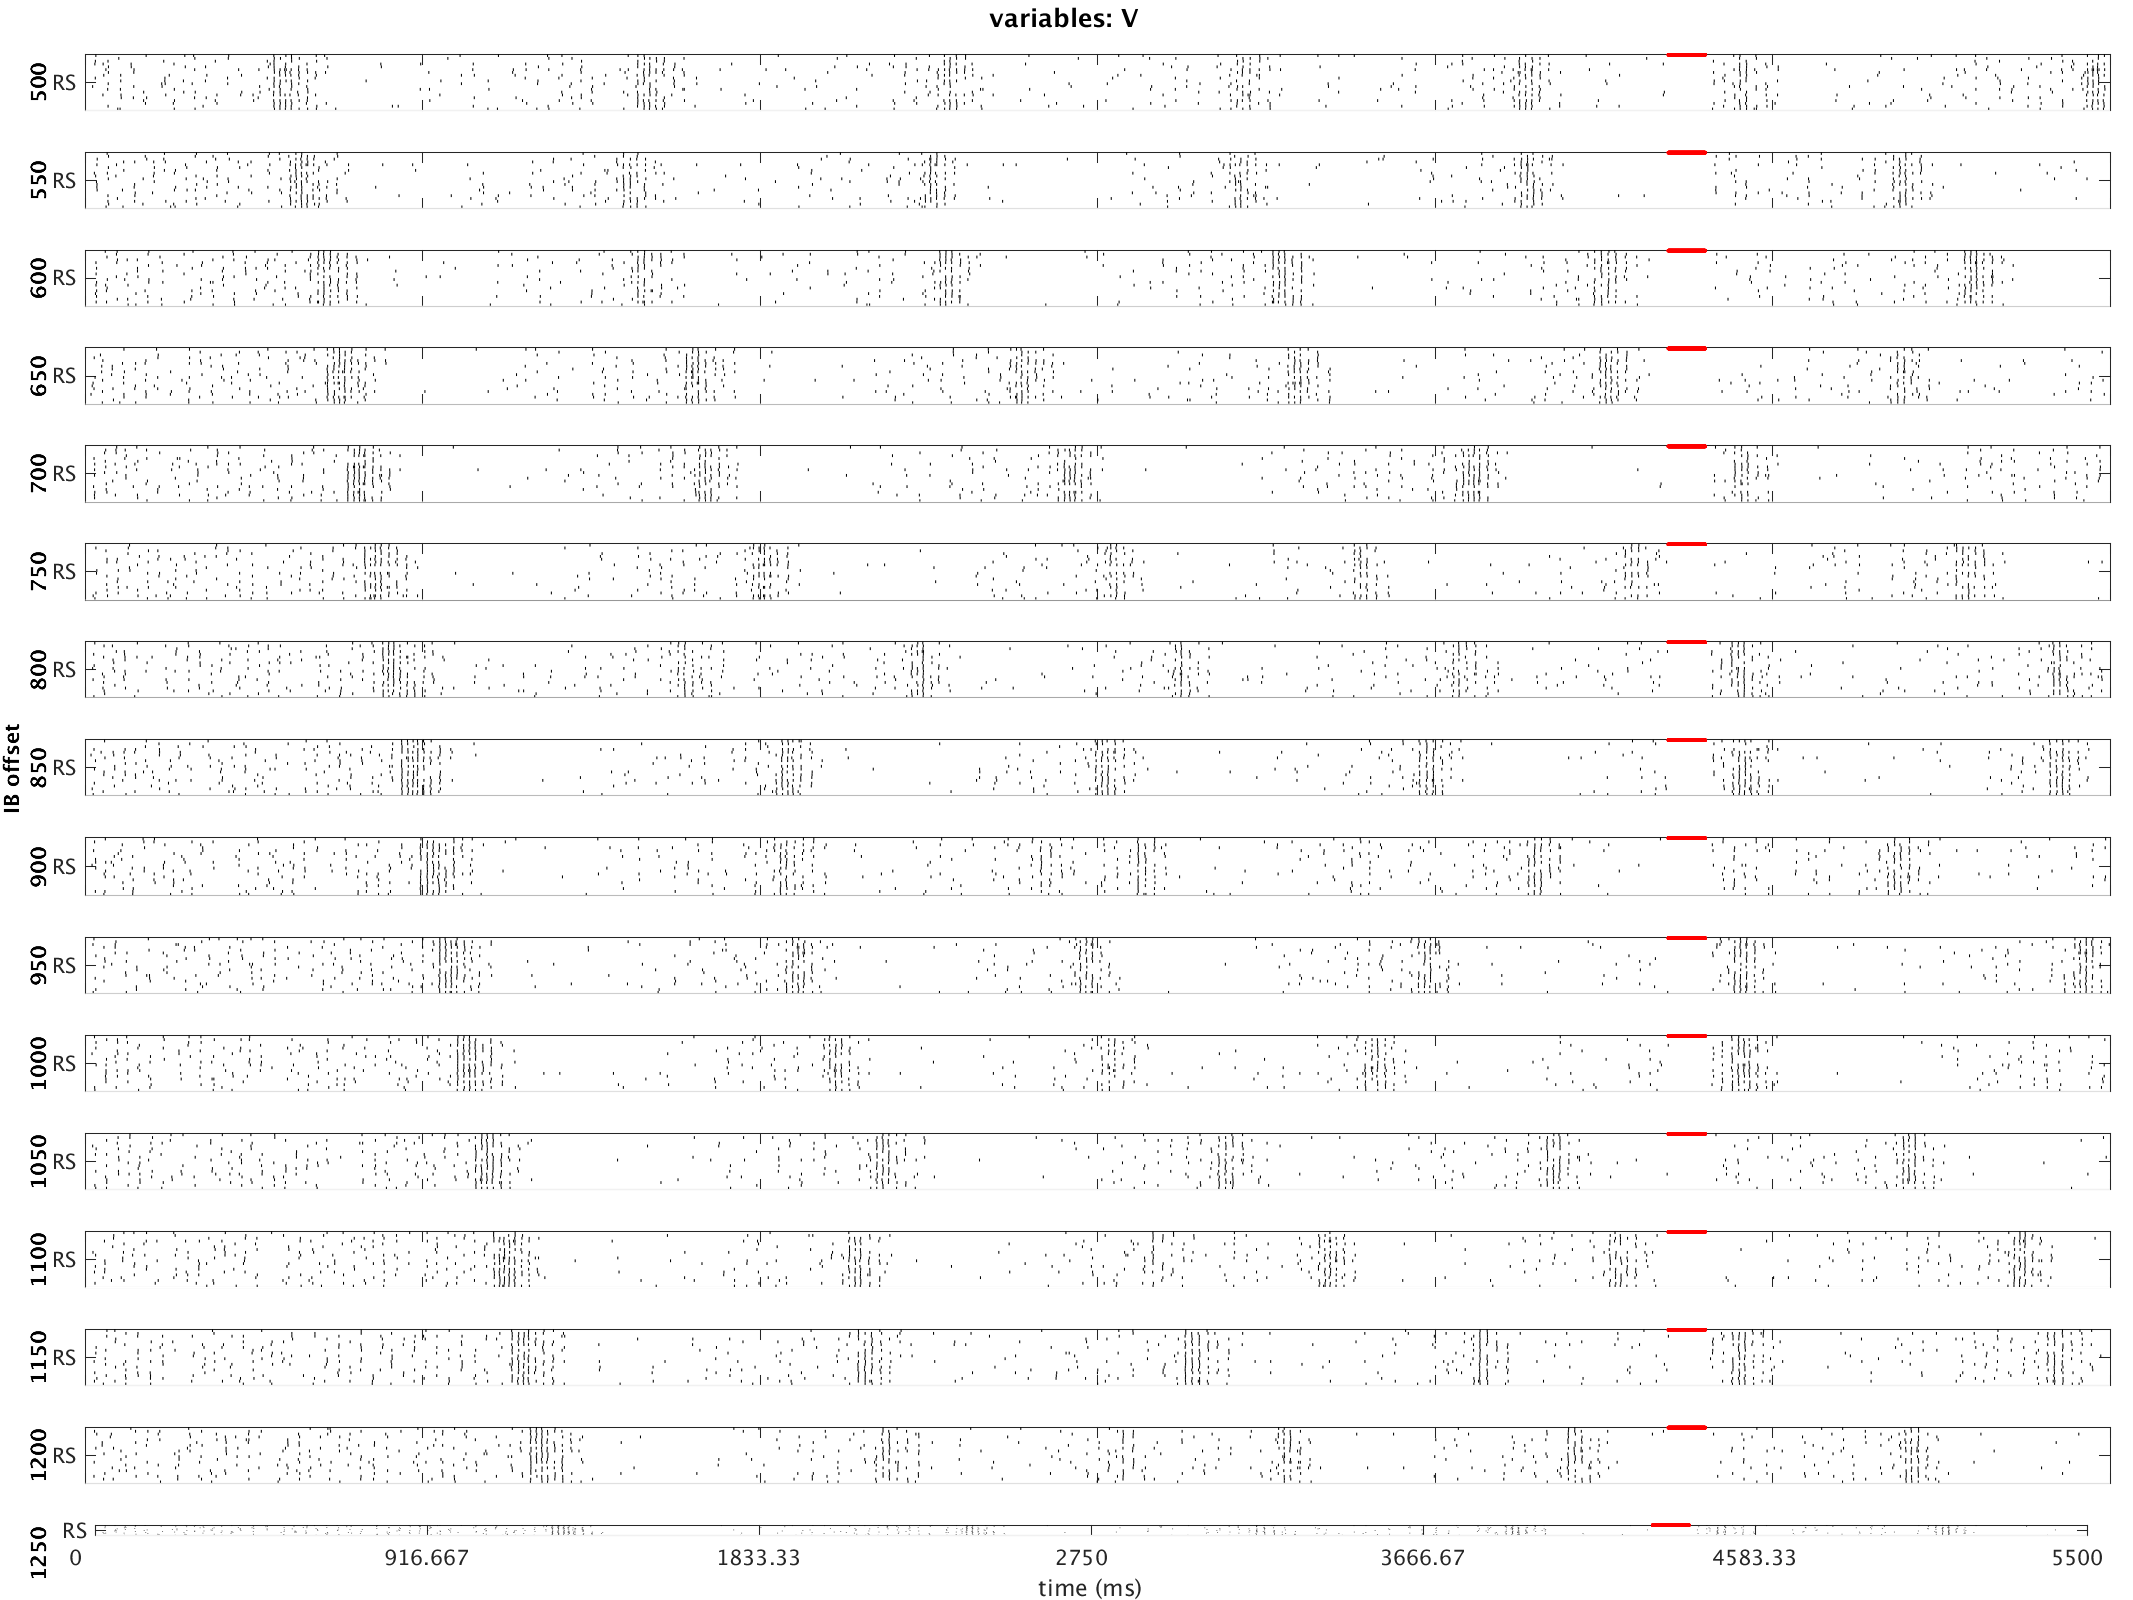 variables: V
IB offset
500 RS
550 RS
600 RS
650 RS
700 RS
750 RS
800 RS
850 RS
900 RS
950 RS
1000 RS
1050 RS
1100 RS
1150 RS
1200 RS
1250 RS
0 916.667 1833.33 2750 3666.67 4583.33 5500
time (ms)